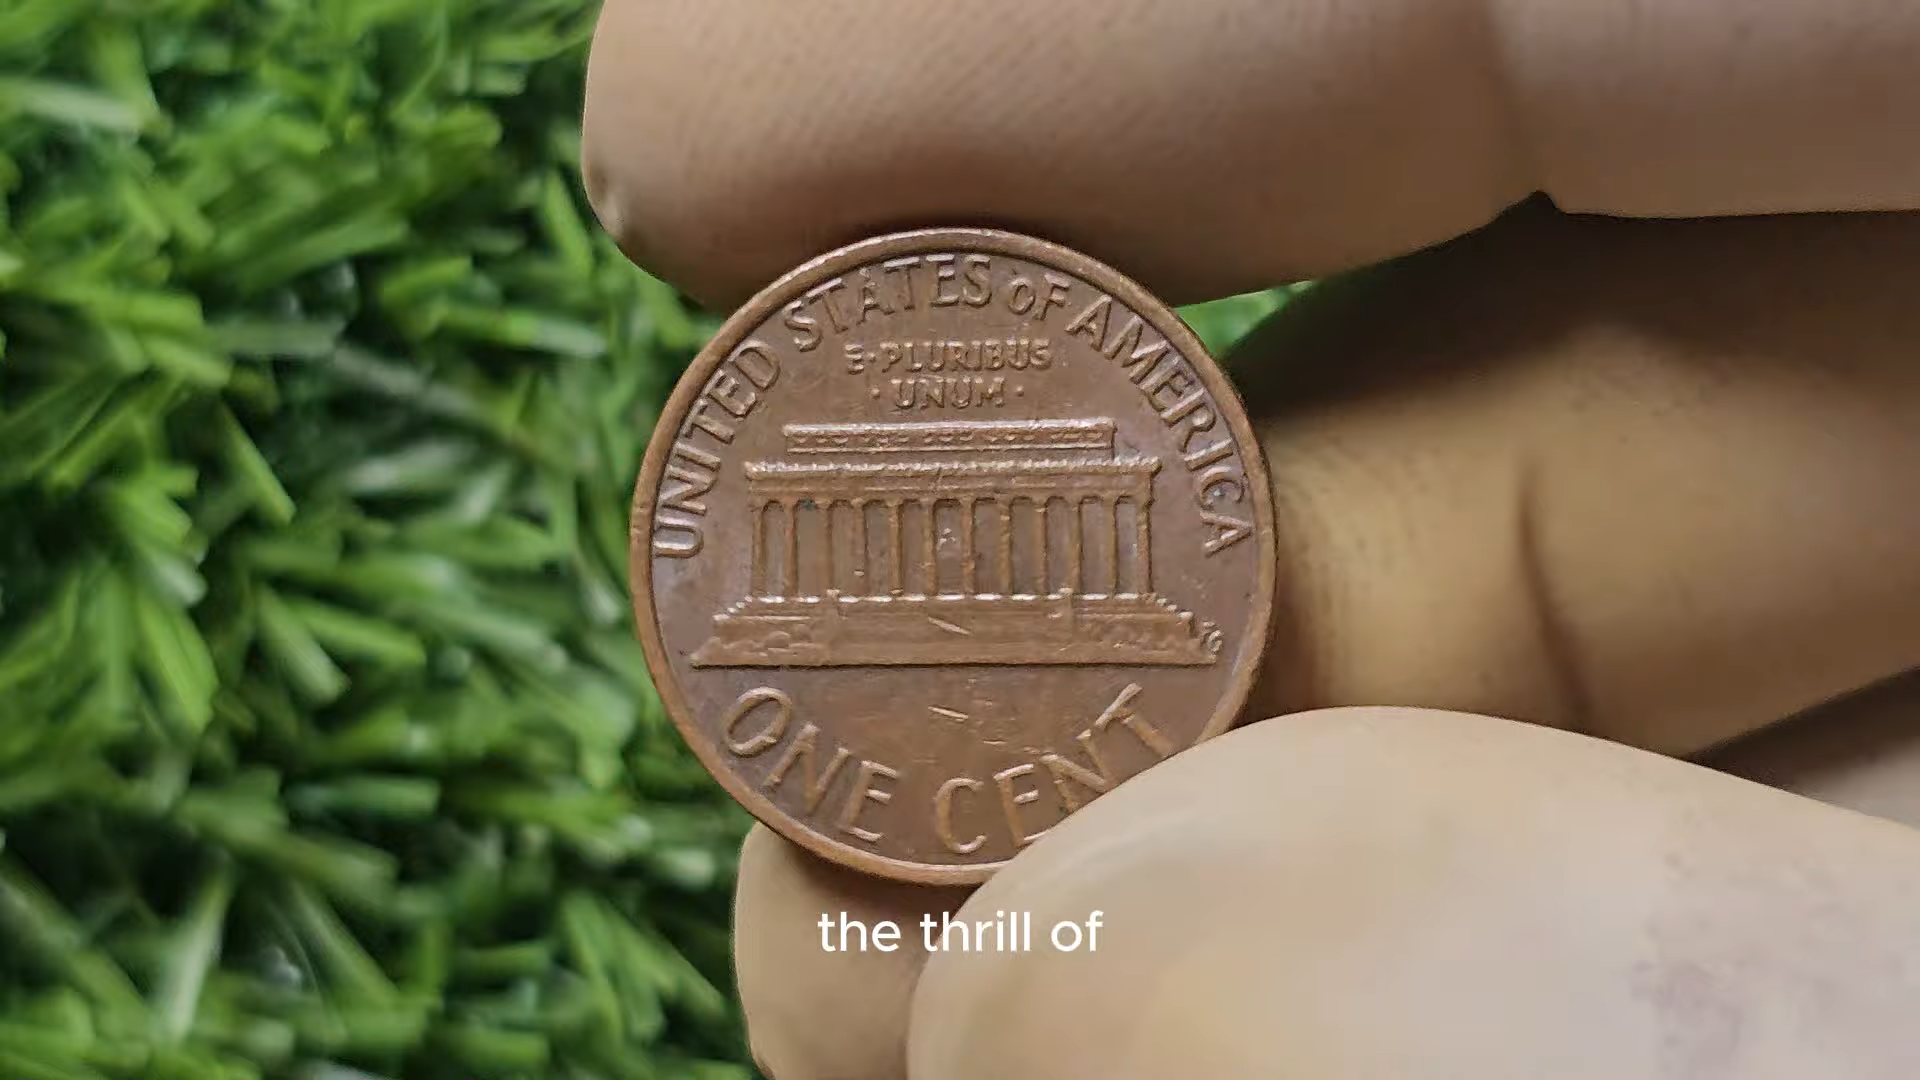 UNITED STATES OF AMERICA
E·PLURIBUS
·UNUM·
ONE CENT
the thrill of